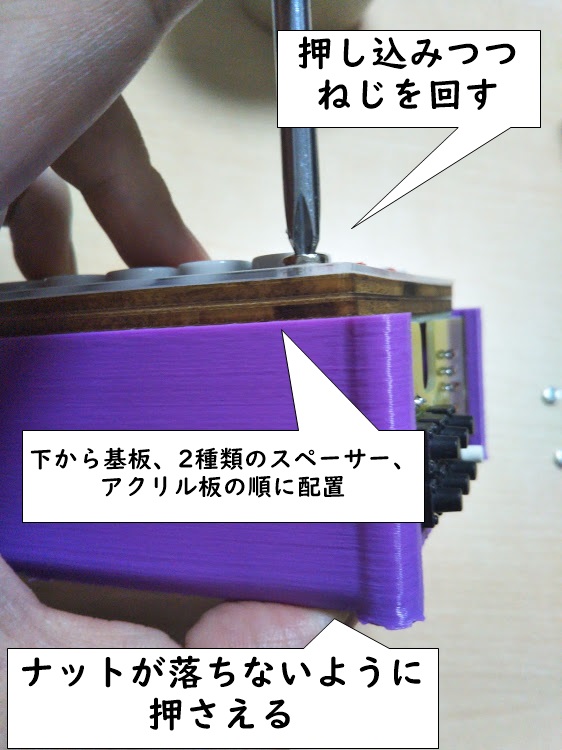 押し込みつつ
ねじを回す
下から基板、2種類のスペーサー、
アクリル板の順に配置
ナットが落ちないように
押さえる